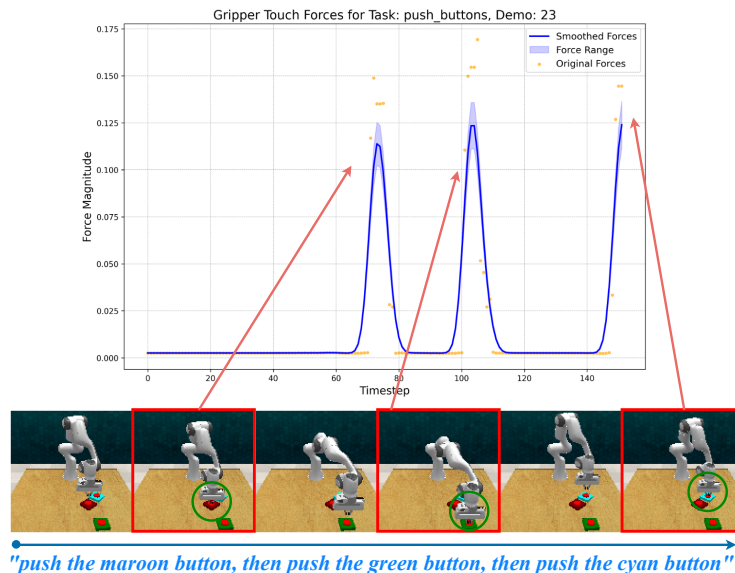 Gripper Touch Forces for Task: push_buttons, Demo: 23
Smoothed Forces
Force Range
Original Forces
Force Magnitude
0.175
0.150
0.125
0.100
0.075
0.050
0.025
0.000
0 20 40 60 80 100 120 140
Timestep
"push the maroon button, then push the green button, then push the cyan button"